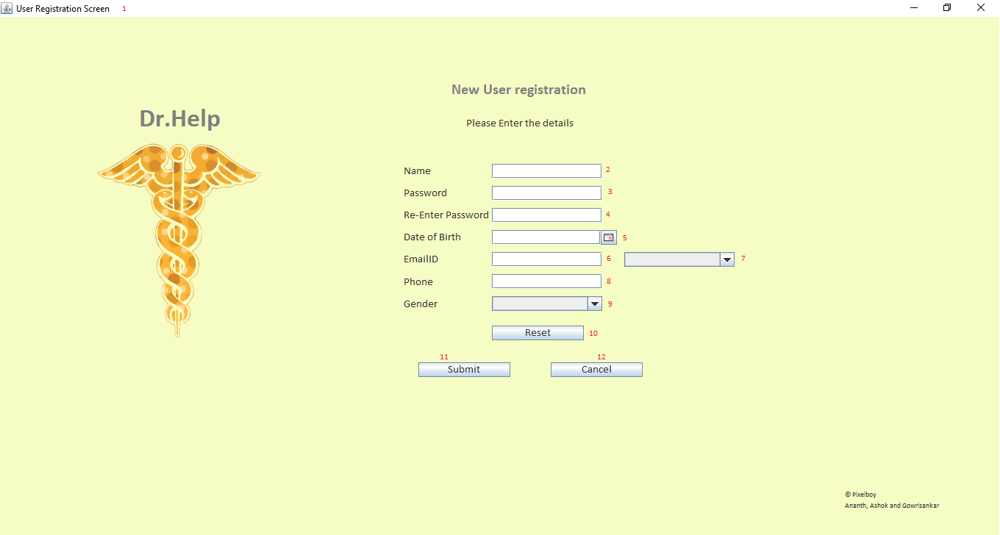 User Registration Screen 1
New User registration
Dr.Help
Please Enter the details
Name 2
Password 3
Re-Enter Password 4
Date of Birth 5
EmailID 6 7
Phone 8
Gender 9
Reset 10
11 12
Submit Cancel
© Pixelboy
Ananth, Ashok and Gowrisankar